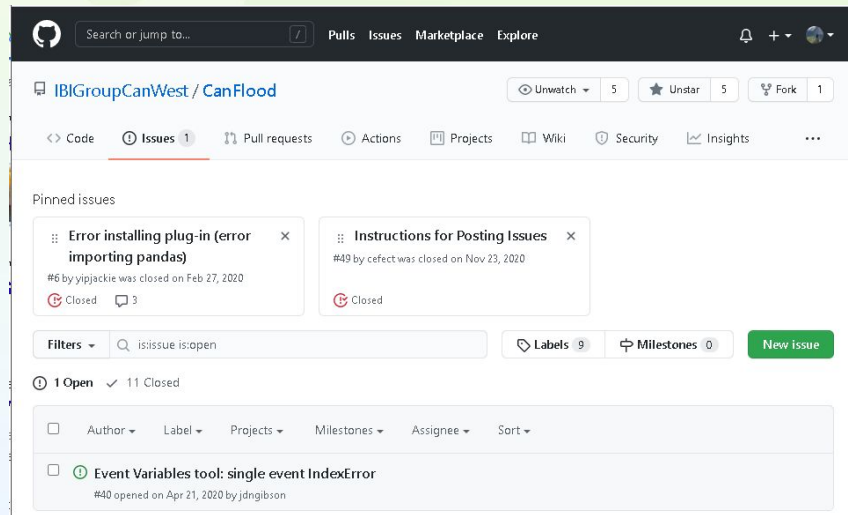 Search or jump to... /
Pulls Issues Marketplace Explore
IBIGroupCanWest / CanFlood
Unwatch 5 Unstar 5 Fork 1
Code Issues 1 Pull requests Actions Projects Wiki Security Insights ...
Pinned issues
Error installing plug-in (error
importing pandas)
#6 by yipjackie was closed on Feb 27, 2020
Closed 3
Instructions for Posting Issues
#49 by cefect was closed on Nov 23, 2020
Closed
Filters is:issue is:open Labels 9 Milestones 0 New issue
1 Open 11 Closed
Author Label Projects Milestones Assignee Sort
Event Variables tool: single event IndexError
#40 opened on Apr 21, 2020 by jdngibson